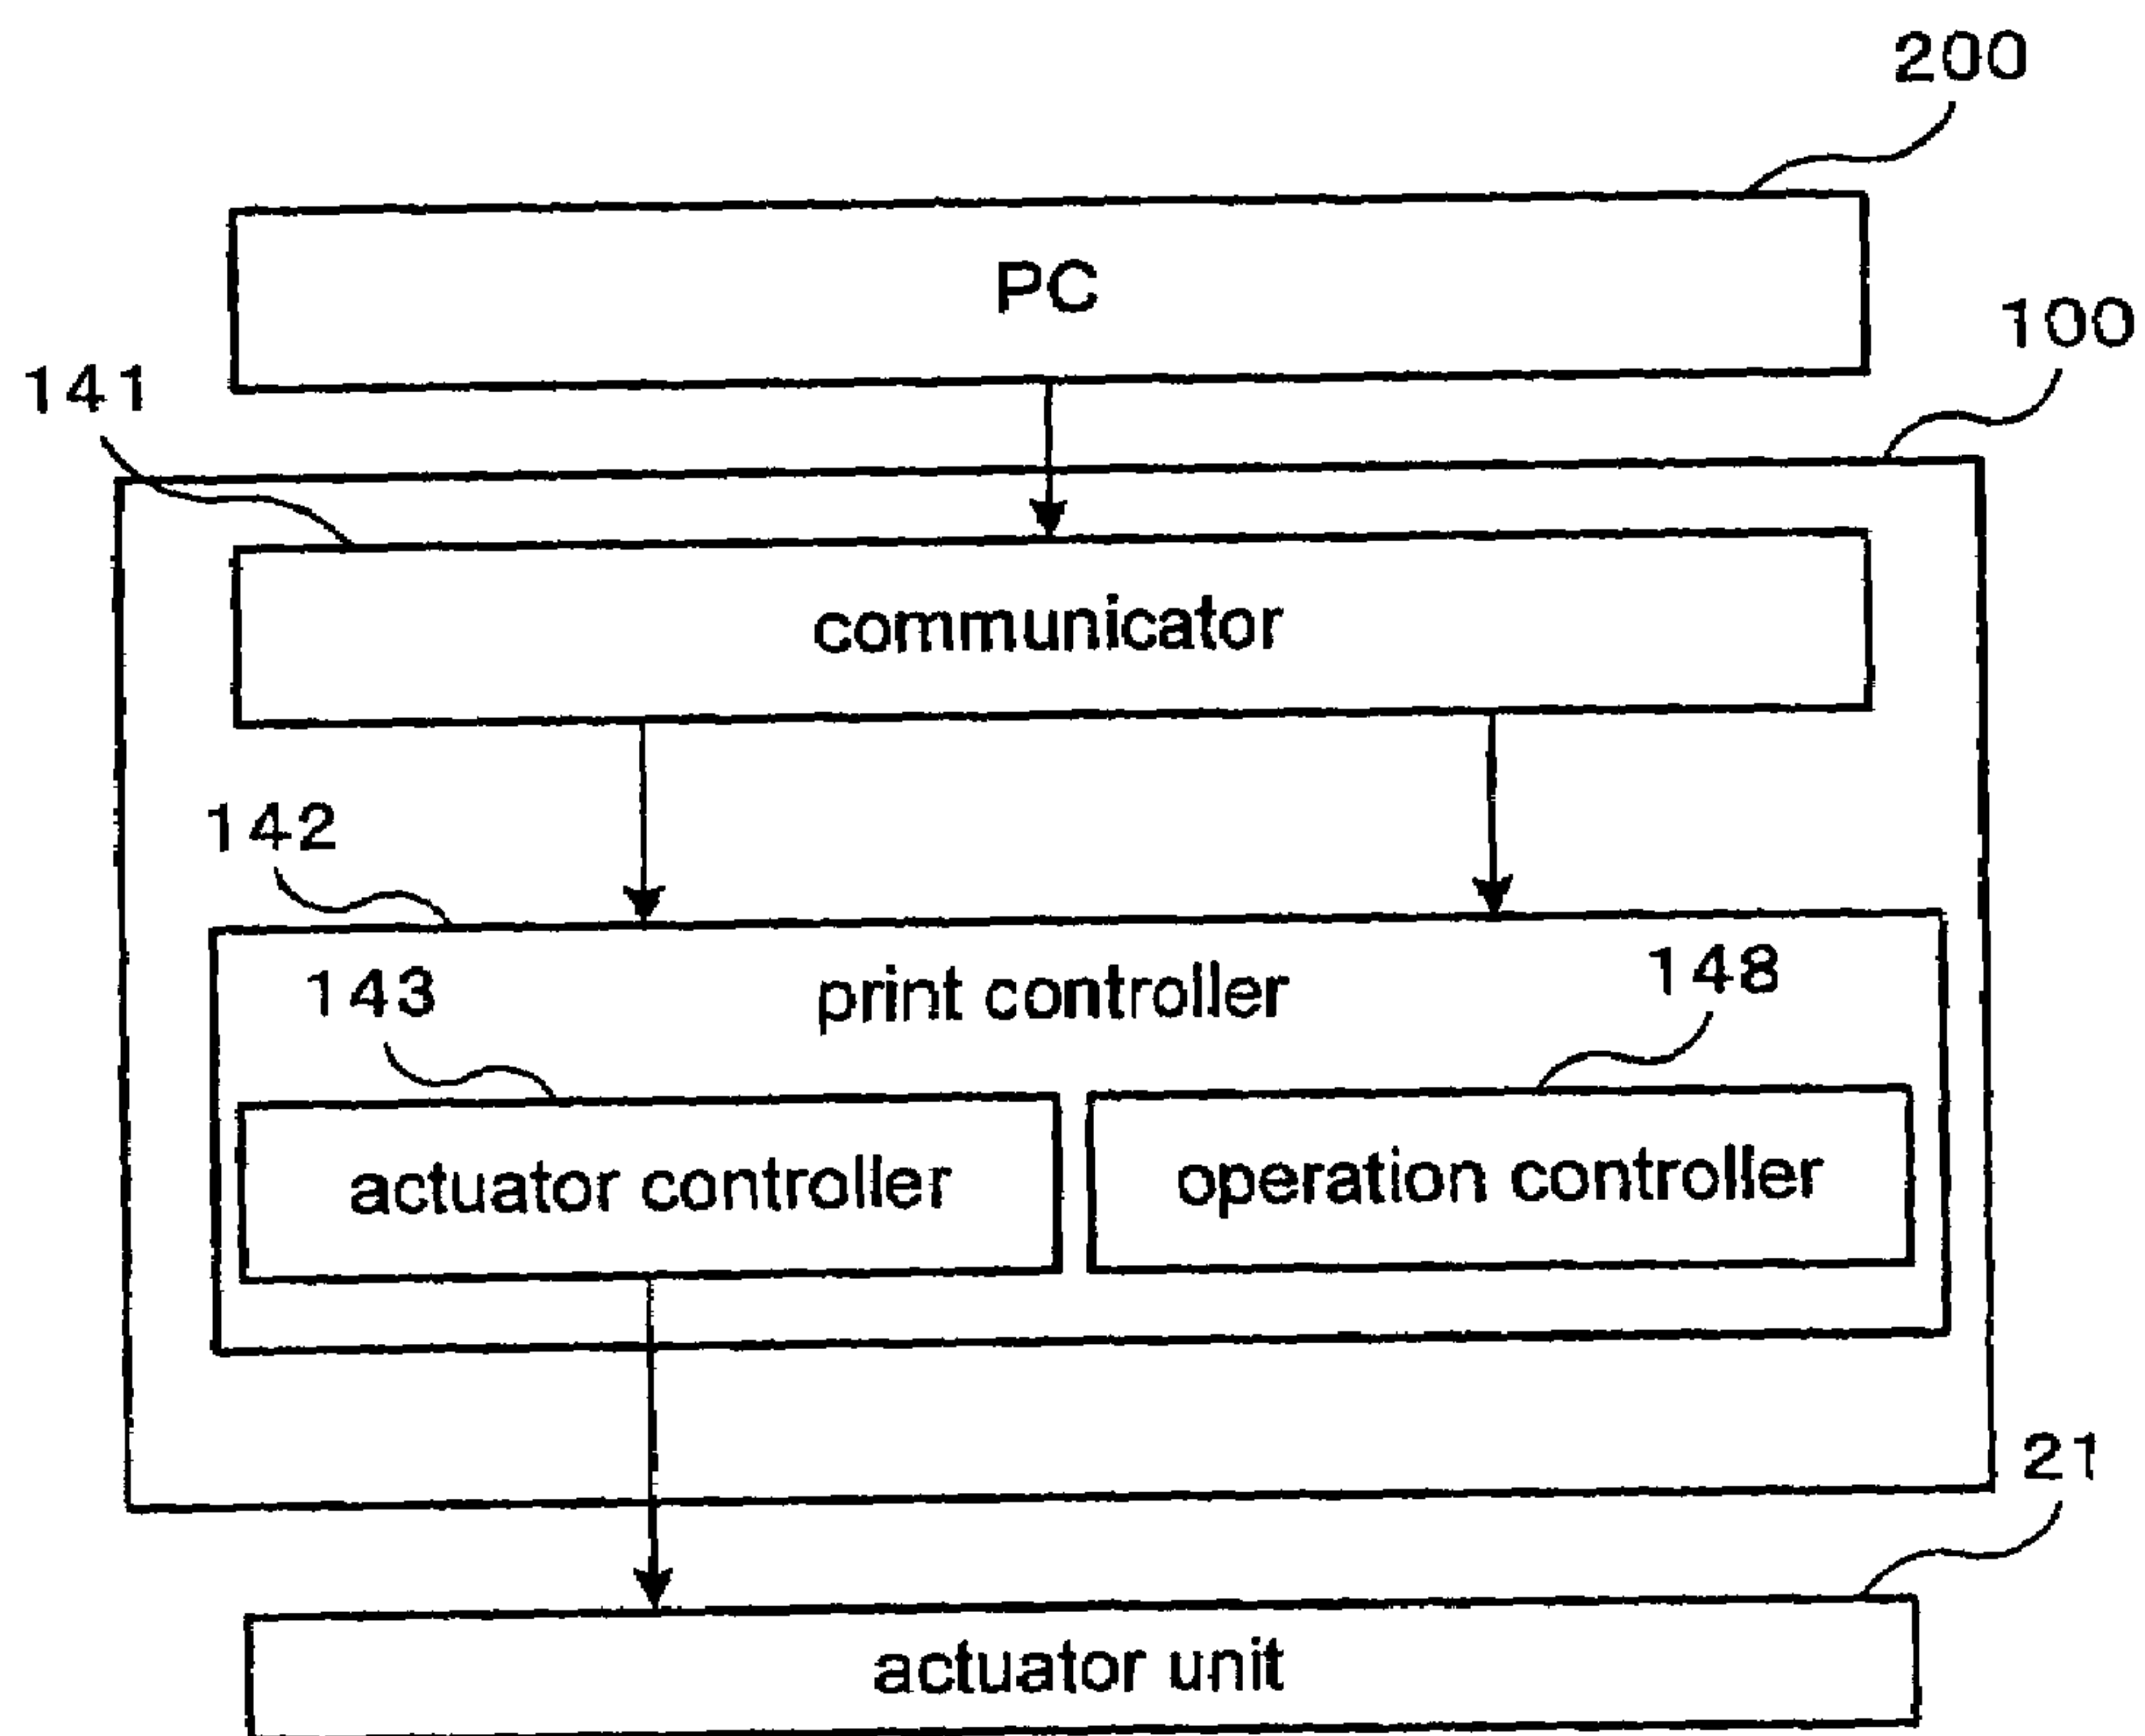 200
PC
100
141
communicator
142
print controller
143
148
actuator controller
operation controller
21
actuator unit